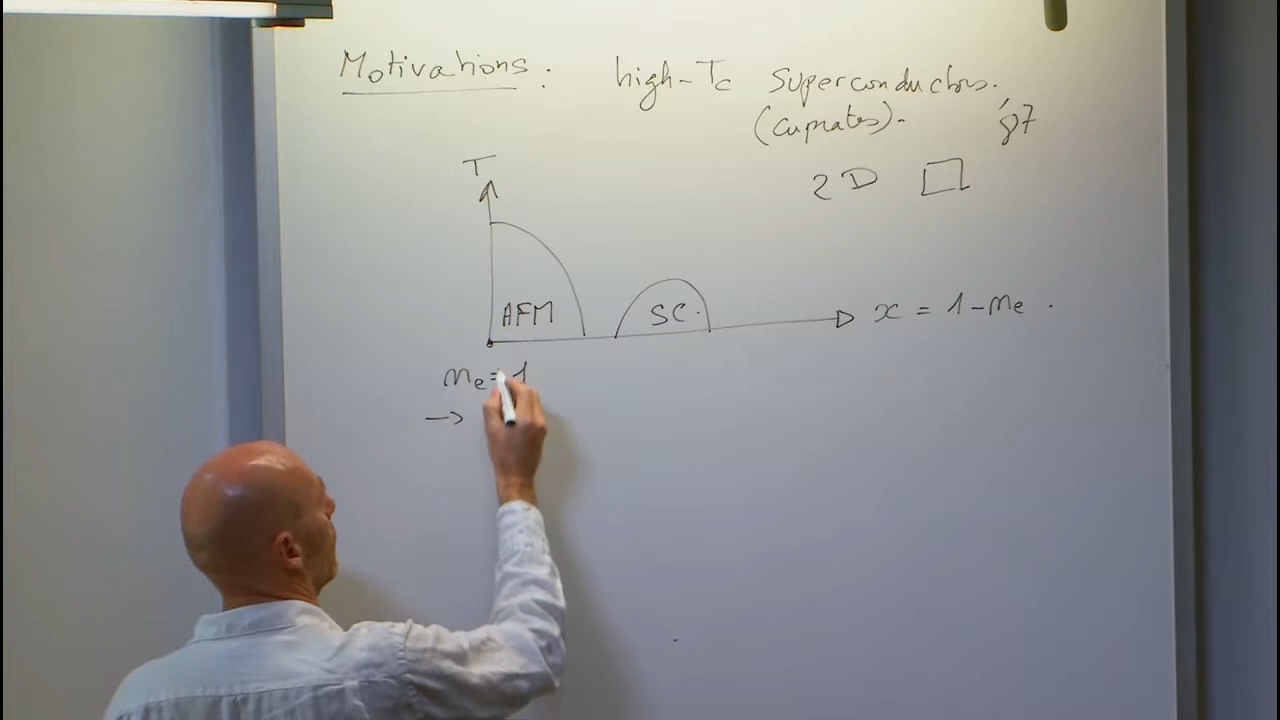 Motivations : high-Tc Superconductors.
(cuprates). '87
2D □
T
AFM
SC.
x = 1-ne .
ne = 1
→